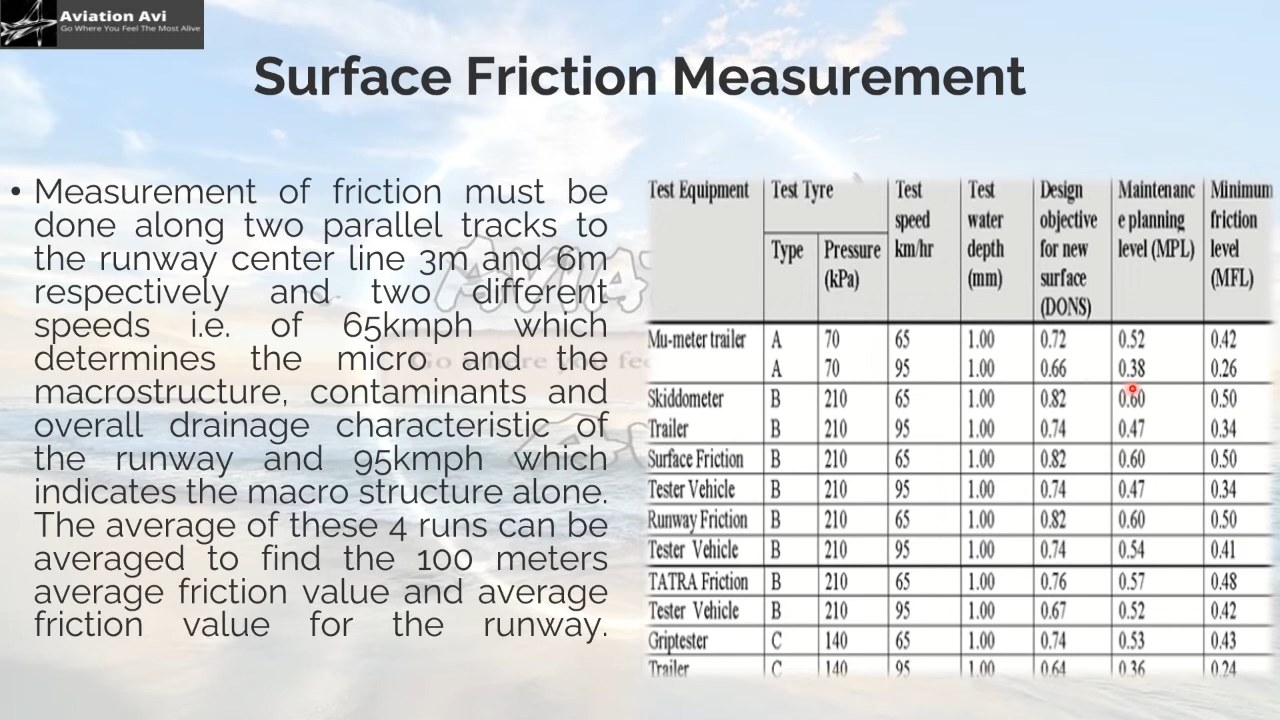 Aviation Avi
Go Where You Feel The Most Alive
Surface Friction Measurement
• Measurement of friction must be
done along two parallel tracks to
the runway center line 3m and 6m
respectively and two different
speeds i.e. of 65kmph which
determines the micro and the
macrostructure, contaminants and
overall drainage characteristic of
the runway and 95kmph which
indicates the macro structure alone.
The average of these 4 runs can be
averaged to find the 100 meters
average friction value and average
friction value for the runway.
Test Equipment Test Tyre Test speed km/hr Test water depth (mm) Design objective for new surface (DONS) Maintenanc e planning level (MPL) Minimum friction level (MFL)
Type Pressure (kPa)
Mu-meter trailer A 70 65 1.00 0.72 0.52 0.42
A 70 95 1.00 0.66 0.38 0.26
Skiddometer B 210 65 1.00 0.82 0.60 0.50
Trailer B 210 95 1.00 0.74 0.47 0.34
Surface Friction B 210 65 1.00 0.82 0.60 0.50
Tester Vehicle B 210 95 1.00 0.74 0.47 0.34
Runway Friction B 210 65 1.00 0.82 0.60 0.50
Tester Vehicle B 210 95 1.00 0.74 0.54 0.41
TATRA Friction B 210 65 1.00 0.76 0.57 0.48
Tester Vehicle B 210 95 1.00 0.67 0.52 0.42
Griptester C 140 65 1.00 0.74 0.53 0.43
Trailer C 140 95 1.00 0.64 0.36 0.24